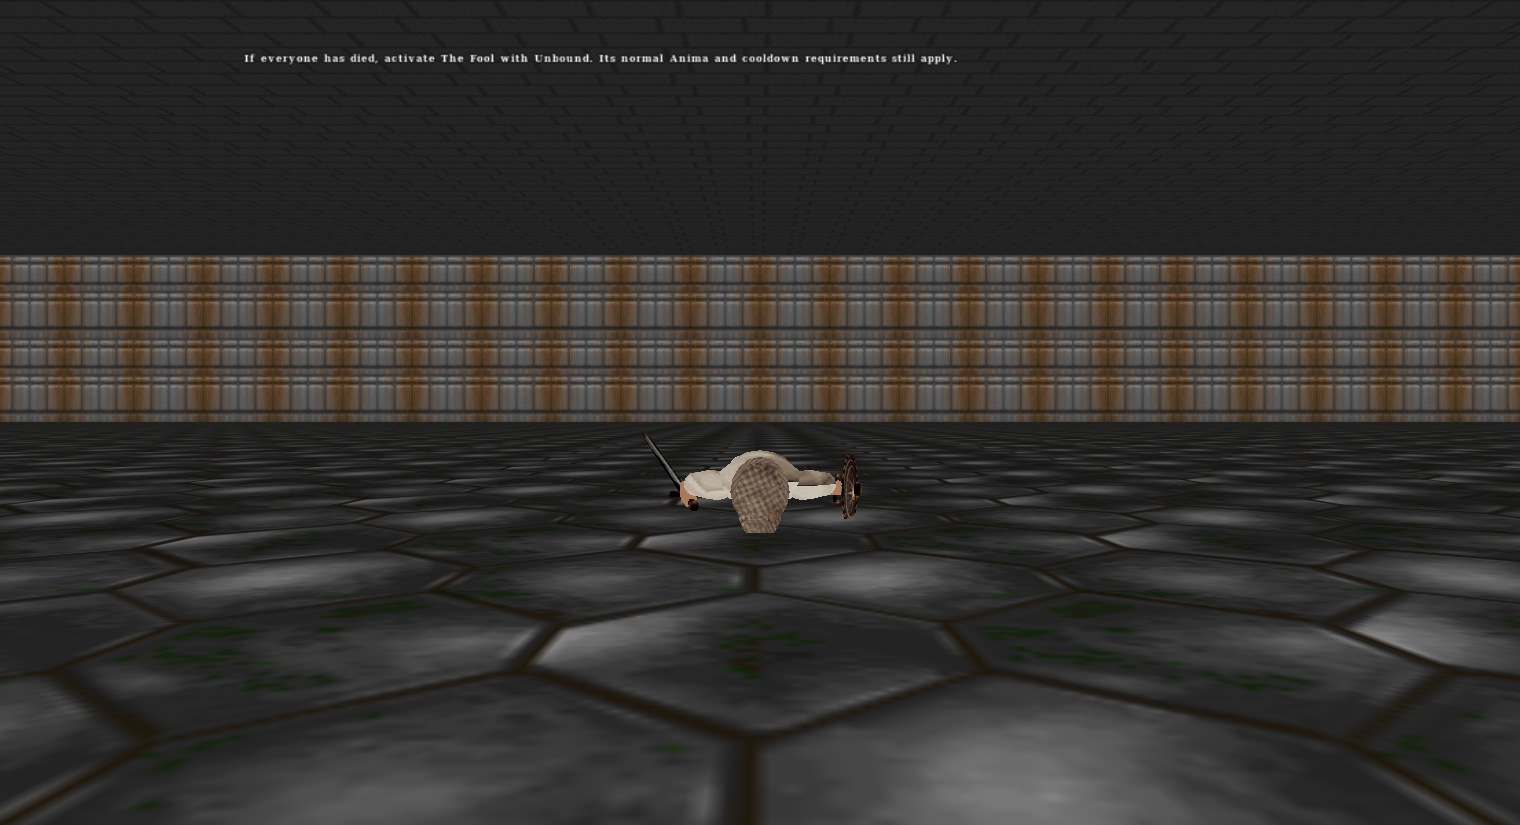 If everyone has died, activate The Fool with Unbound. Its normal Anima and cooldown requirements still apply.